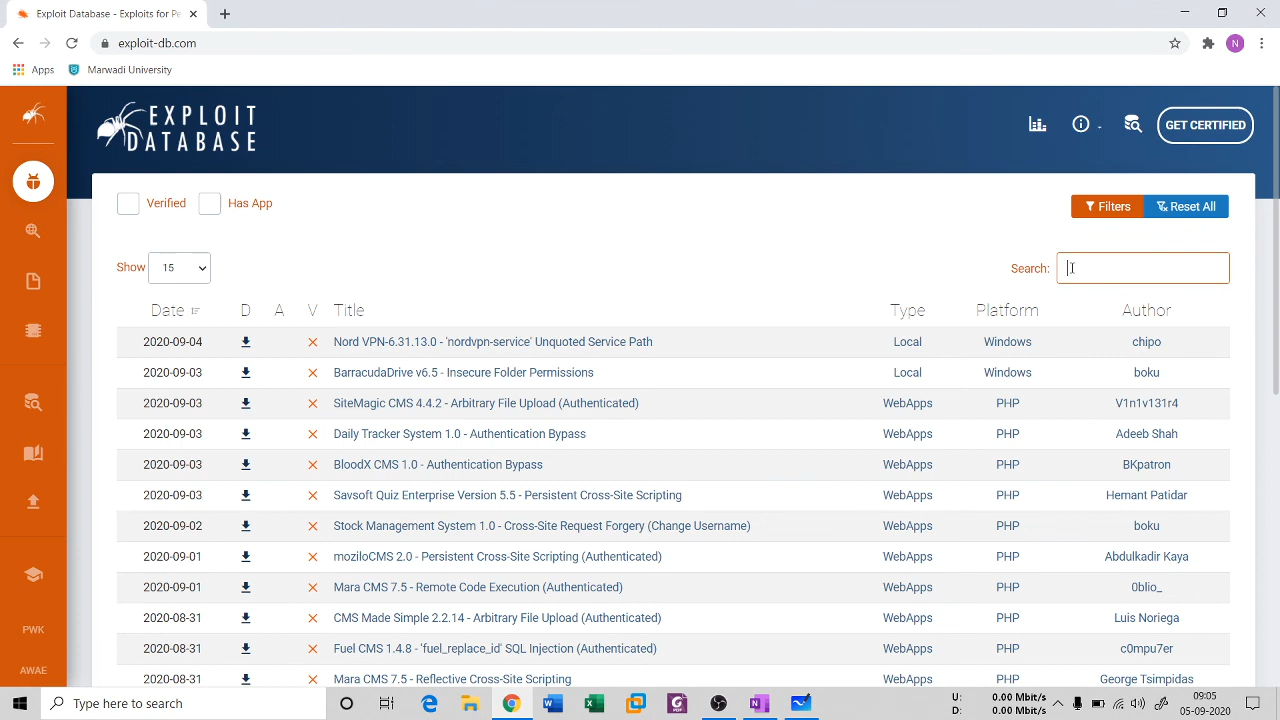 Exploit Database - Exploits for Pe
exploit-db.com
N
Apps
Marwadi University
EXPLOIT
DATABASE
GET CERTIFIED
Verified
Has App
Filters
Reset All
Show
15
Search:
Date D A V Title Type Platform Author
2020-09-04 Nord VPN-6.31.13.0 - 'nordvpn-service' Unquoted Service Path Local Windows chipo
2020-09-03 BarracudaDrive v6.5 - Insecure Folder Permissions Local Windows boku
2020-09-03 SiteMagic CMS 4.4.2 - Arbitrary File Upload (Authenticated) WebApps PHP V1n1v131r4
2020-09-03 Daily Tracker System 1.0 - Authentication Bypass WebApps PHP Adeeb Shah
2020-09-03 BloodX CMS 1.0 - Authentication Bypass WebApps PHP BKpatron
2020-09-03 Savsoft Quiz Enterprise Version 5.5 - Persistent Cross-Site Scripting WebApps PHP Hemant Patidar
2020-09-02 Stock Management System 1.0 - Cross-Site Request Forgery (Change Username) WebApps PHP boku
2020-09-01 moziloCMS 2.0 - Persistent Cross-Site Scripting (Authenticated) WebApps PHP Abdulkadir Kaya
2020-09-01 Mara CMS 7.5 - Remote Code Execution (Authenticated) WebApps PHP 0blio_
2020-08-31 CMS Made Simple 2.2.14 - Arbitrary File Upload (Authenticated) WebApps PHP Luis Noriega
2020-08-31 Fuel CMS 1.4.8 - 'fuel_replace_id' SQL Injection (Authenticated) WebApps PHP c0mpu7er
2020-08-31 Mara CMS 7.5 - Reflective Cross-Site Scripting WebApps PHP George Tsimpidas
PWK
AWAE
Type here to search
U: 0.00 Mbit/s
D: 0.00 Mbit/s
09:05
05-09-2020